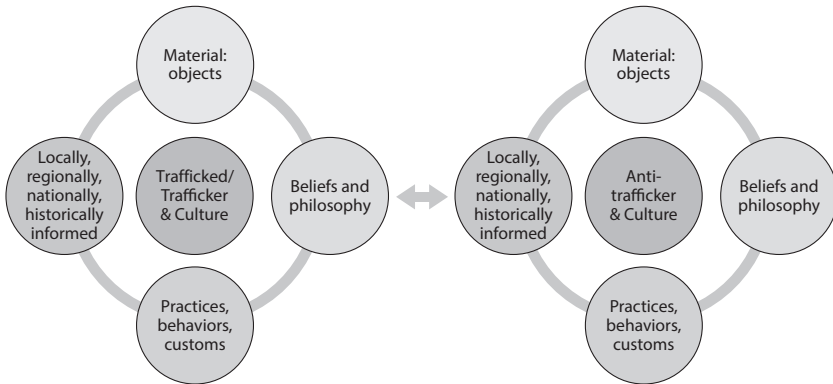 Material:
objects
Locally,
regionally,
nationally,
historically
informed
Trafficked/
Trafficker
& Culture
Beliefs and
philosophy
Practices,
behaviors,
customs
Material:
objects
Locally,
regionally,
nationally,
historically
informed
Anti-
trafficker
& Culture
Beliefs and
philosophy
Practices,
behaviors,
customs